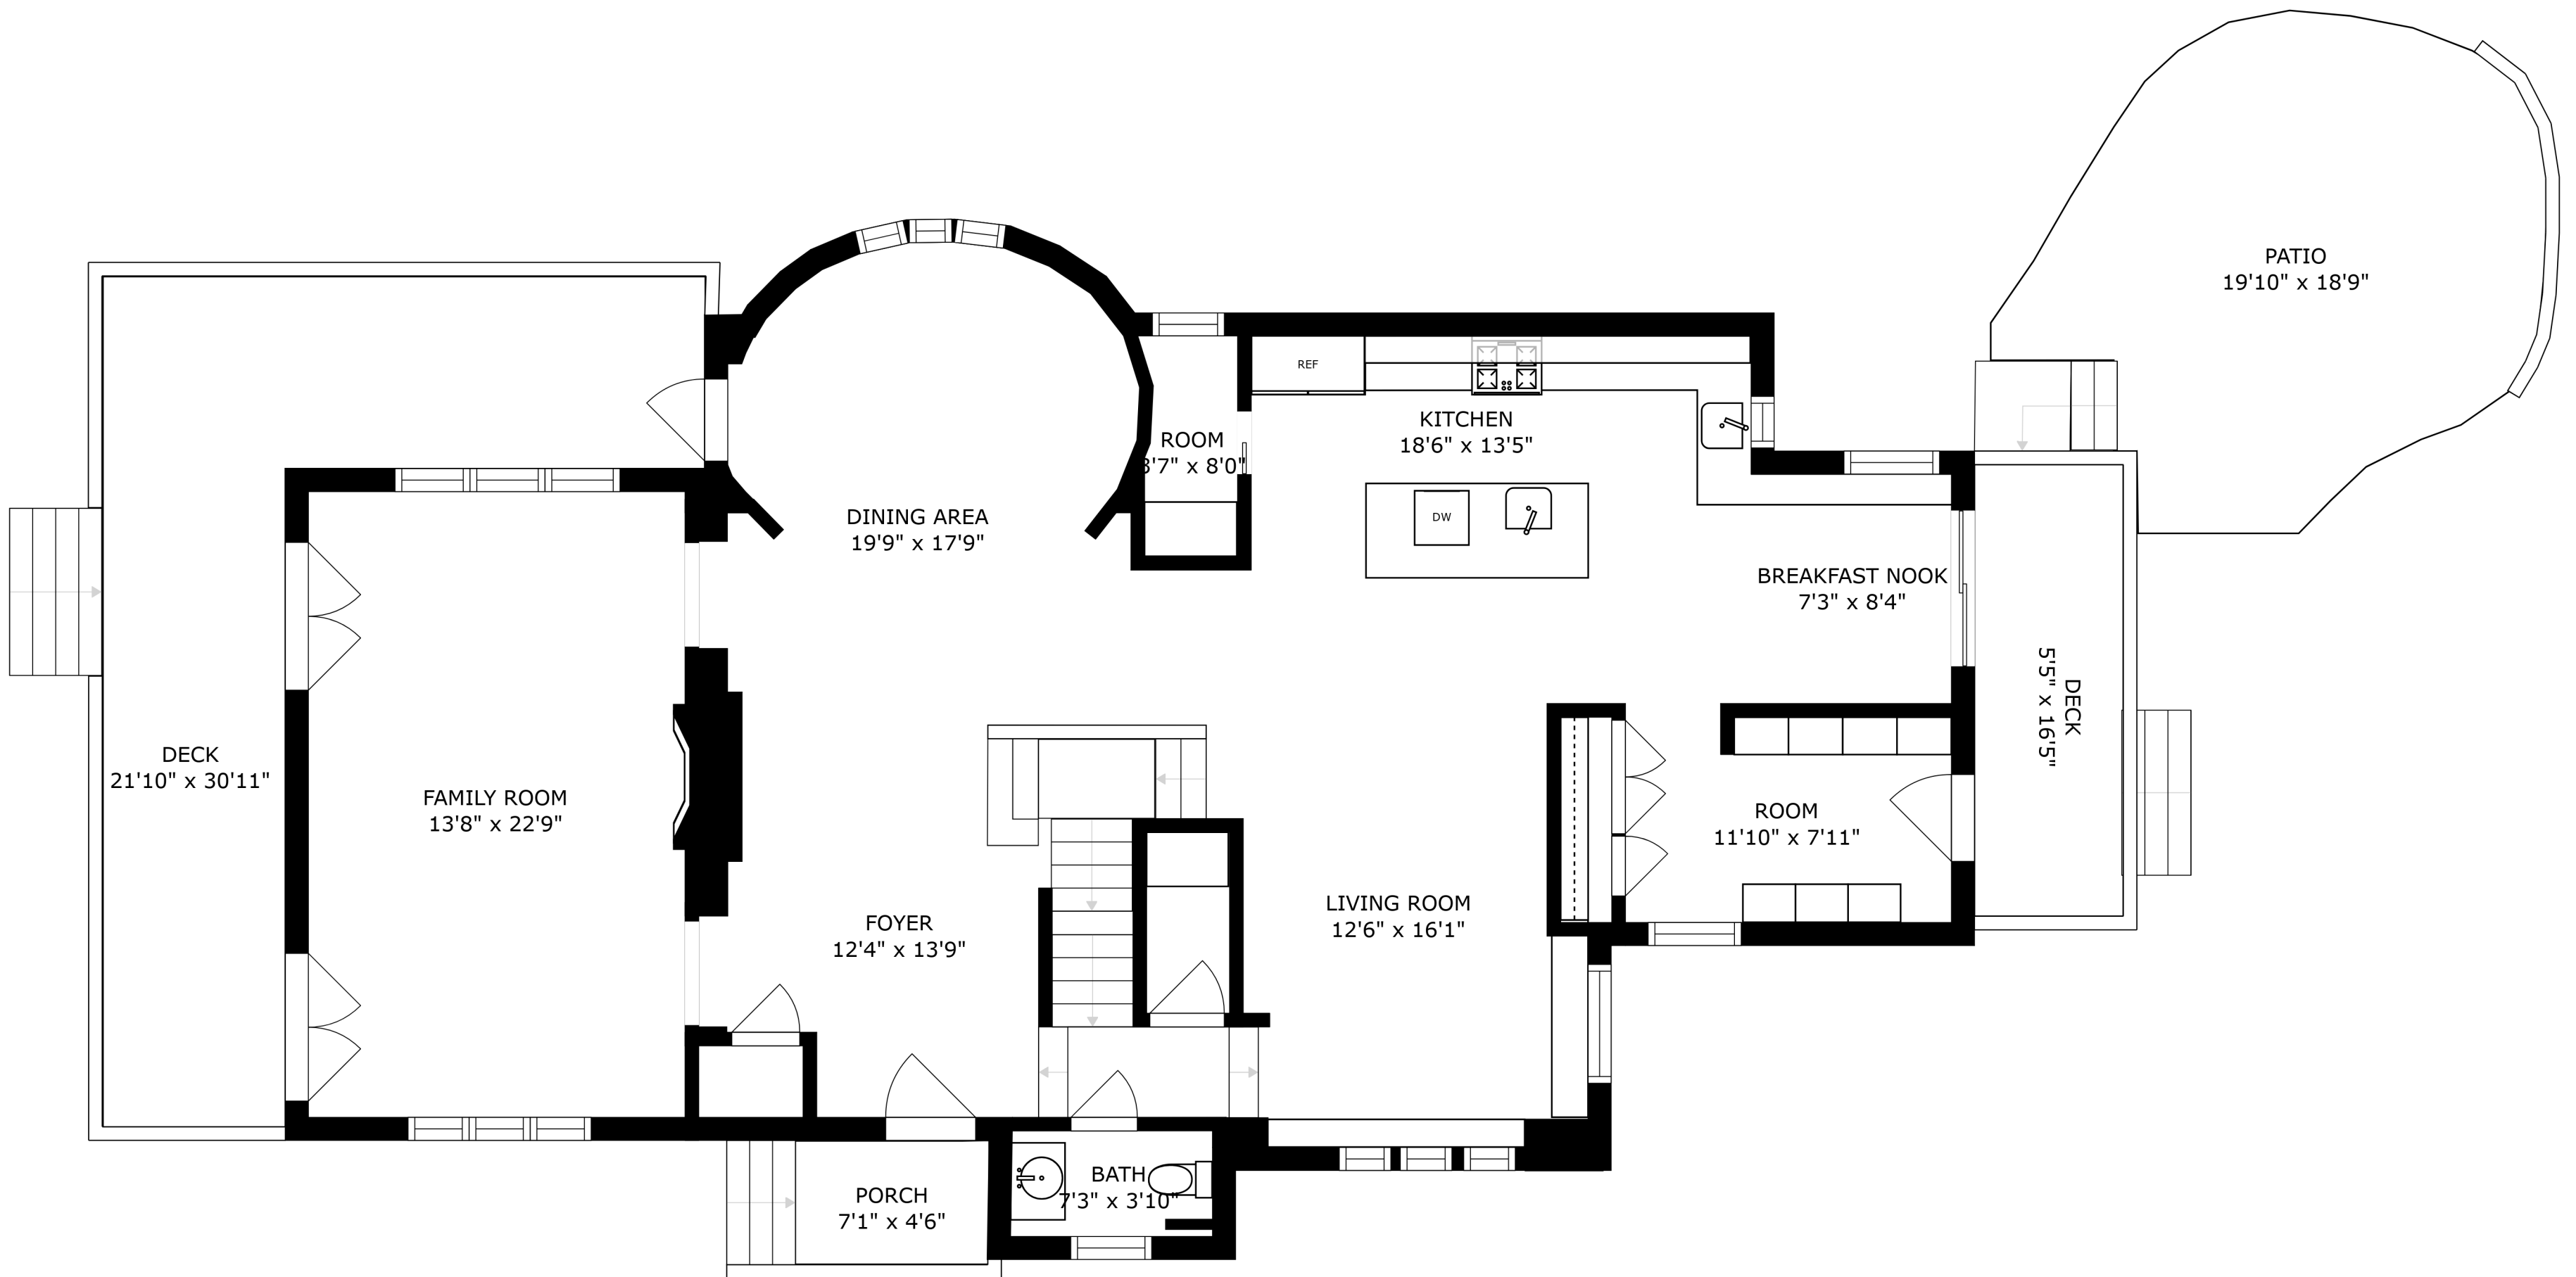 PATIO
19'10" x 18'9"
REF
KITCHEN
18'6" x 13'5"
ROOM
3'7" x 8'0"
DINING AREA
19'9" x 17'9"
DW
BREAKFAST NOOK
7'3" x 8'4"
DECK
5'5" x 16'5"
DECK
21'10" x 30'11"
FAMILY ROOM
13'8" x 22'9"
ROOM
11'10" x 7'11"
FOYER
12'4" x 13'9"
LIVING ROOM
12'6" x 16'1"
BATH
7'3" x 3'10"
PORCH
7'1" x 4'6"